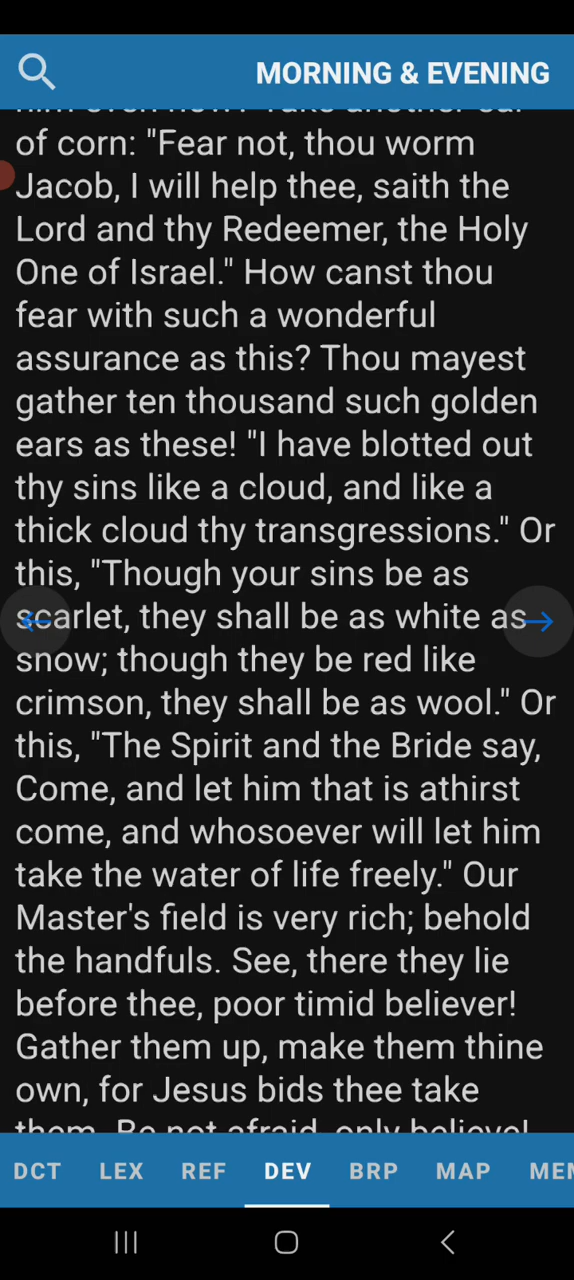 MORNING & EVENING
of corn: "Fear not, thou worm
Jacob, I will help thee, saith the
Lord and thy Redeemer, the Holy
One of Israel." How canst thou
fear with such a wonderful
assurance as this? Thou mayest
gather ten thousand such golden
ears as these! "I have blotted out
thy sins like a cloud, and like a
thick cloud thy transgressions." Or
this, "Though your sins be as
scarlet, they shall be as white as
snow; though they be red like
crimson, they shall be as wool." Or
this, "The Spirit and the Bride say,
Come, and let him that is athirst
come, and whosoever will let him
take the water of life freely." Our
Master's field is very rich; behold
the handfuls. See, there they lie
before thee, poor timid believer!
Gather them up, make them thine
own, for Jesus bids thee take
them. Be not afraid, only believe!
DCT LEX REF DEV BRP MAP MEM